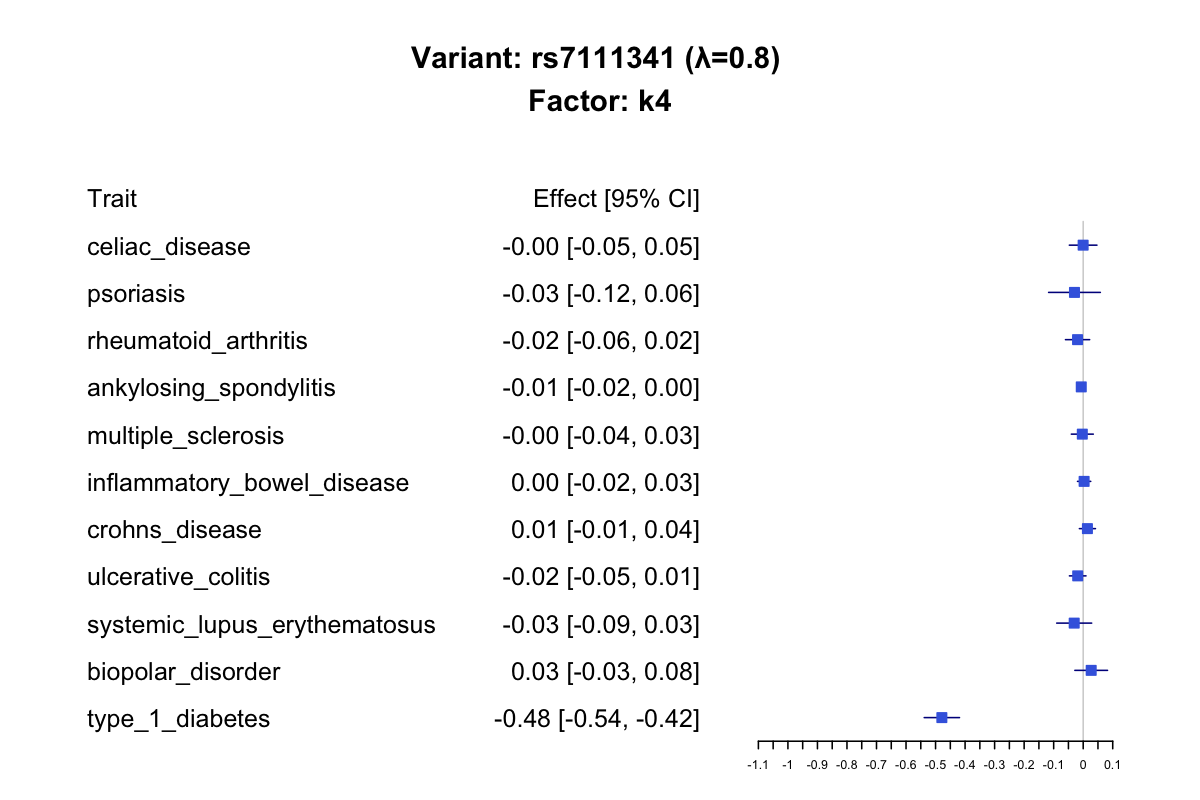 Variant: rs7111341 (λ=0.8)
Factor: k4
Trait Effect [95% CI]
celiac_disease -0.00 [-0.05, 0.05]
psoriasis -0.03 [-0.12, 0.06]
rheumatoid_arthritis -0.02 [-0.06, 0.02]
ankylosing_spondylitis -0.01 [-0.02, 0.00]
multiple_sclerosis -0.00 [-0.04, 0.03]
inflammatory_bowel_disease 0.00 [-0.02, 0.03]
crohns_disease 0.01 [-0.01, 0.04]
ulcerative_colitis -0.02 [-0.05, 0.01]
systemic_lupus_erythematosus -0.03 [-0.09, 0.03]
biopolar_disorder 0.03 [-0.03, 0.08]
type_1_diabetes -0.48 [-0.54, -0.42]
-1.1 -1 -0.9 -0.8 -0.7 -0.6 -0.5 -0.4 -0.3 -0.2 -0.1 0 0.1